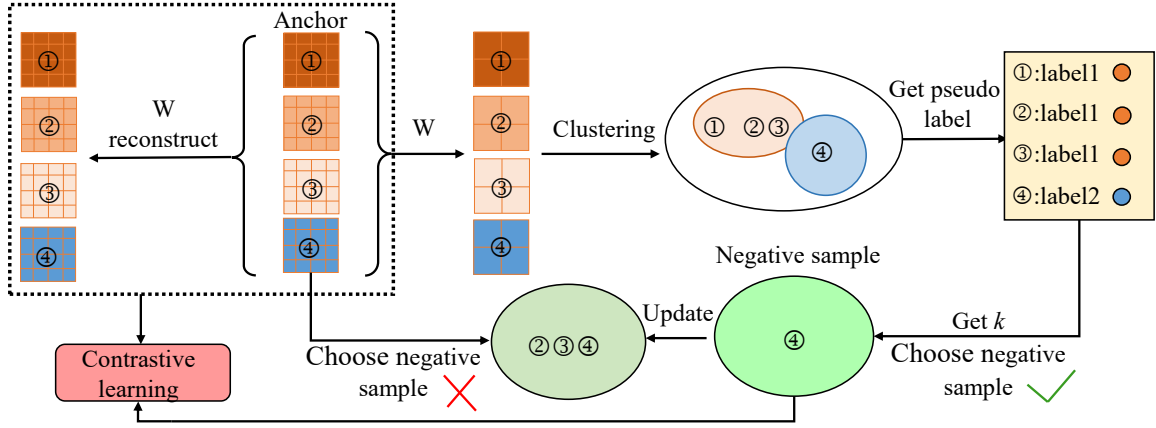 Anchor
①
②
③
④
W
reconstruct
①
②
③
④
W
①
②
③
④
Clustering
① ②③
④
Get pseudo
label
①:label1
②:label1
③:label1
④:label2
Negative sample
④
Get k
Choose negative
sample
Update
②③④
Choose negative
sample
Contrastive
learning